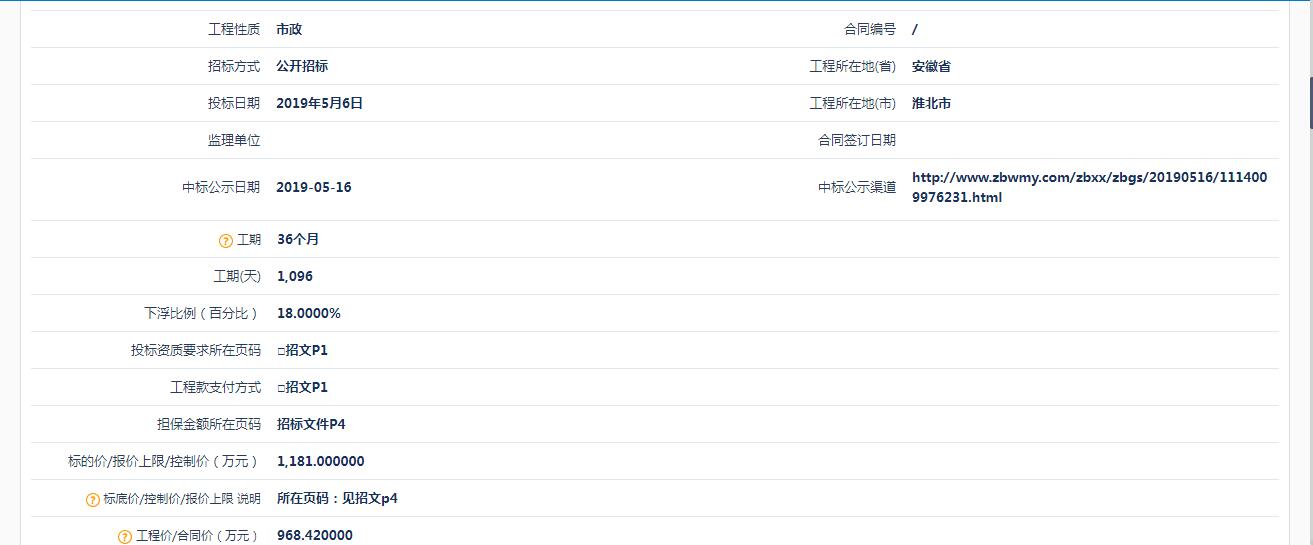 工程性质 市政 合同编号 /
招标方式 公开招标 工程所在地(省) 安徽省
投标日期 2019年5月6日 工程所在地(市) 淮北市
监理单位 合同签订日期
中标公示日期 2019-05-16 中标公示渠道 http://www.zbwmy.com/zbxx/zbgs/20190516/111400
9976231.html
? 工期 36个月
工期(天) 1,096
下浮比例（百分比） 18.0000%
投标资质要求所在页码 □招文P1
工程款支付方式 □招文P1
担保金额所在页码 招标文件P4
标的价/报价上限/控制价（万元） 1,181.000000
? 标底价/控制价/报价上限 说明 所在页码：见招文p4
? 工程价/合同价（万元） 968.420000